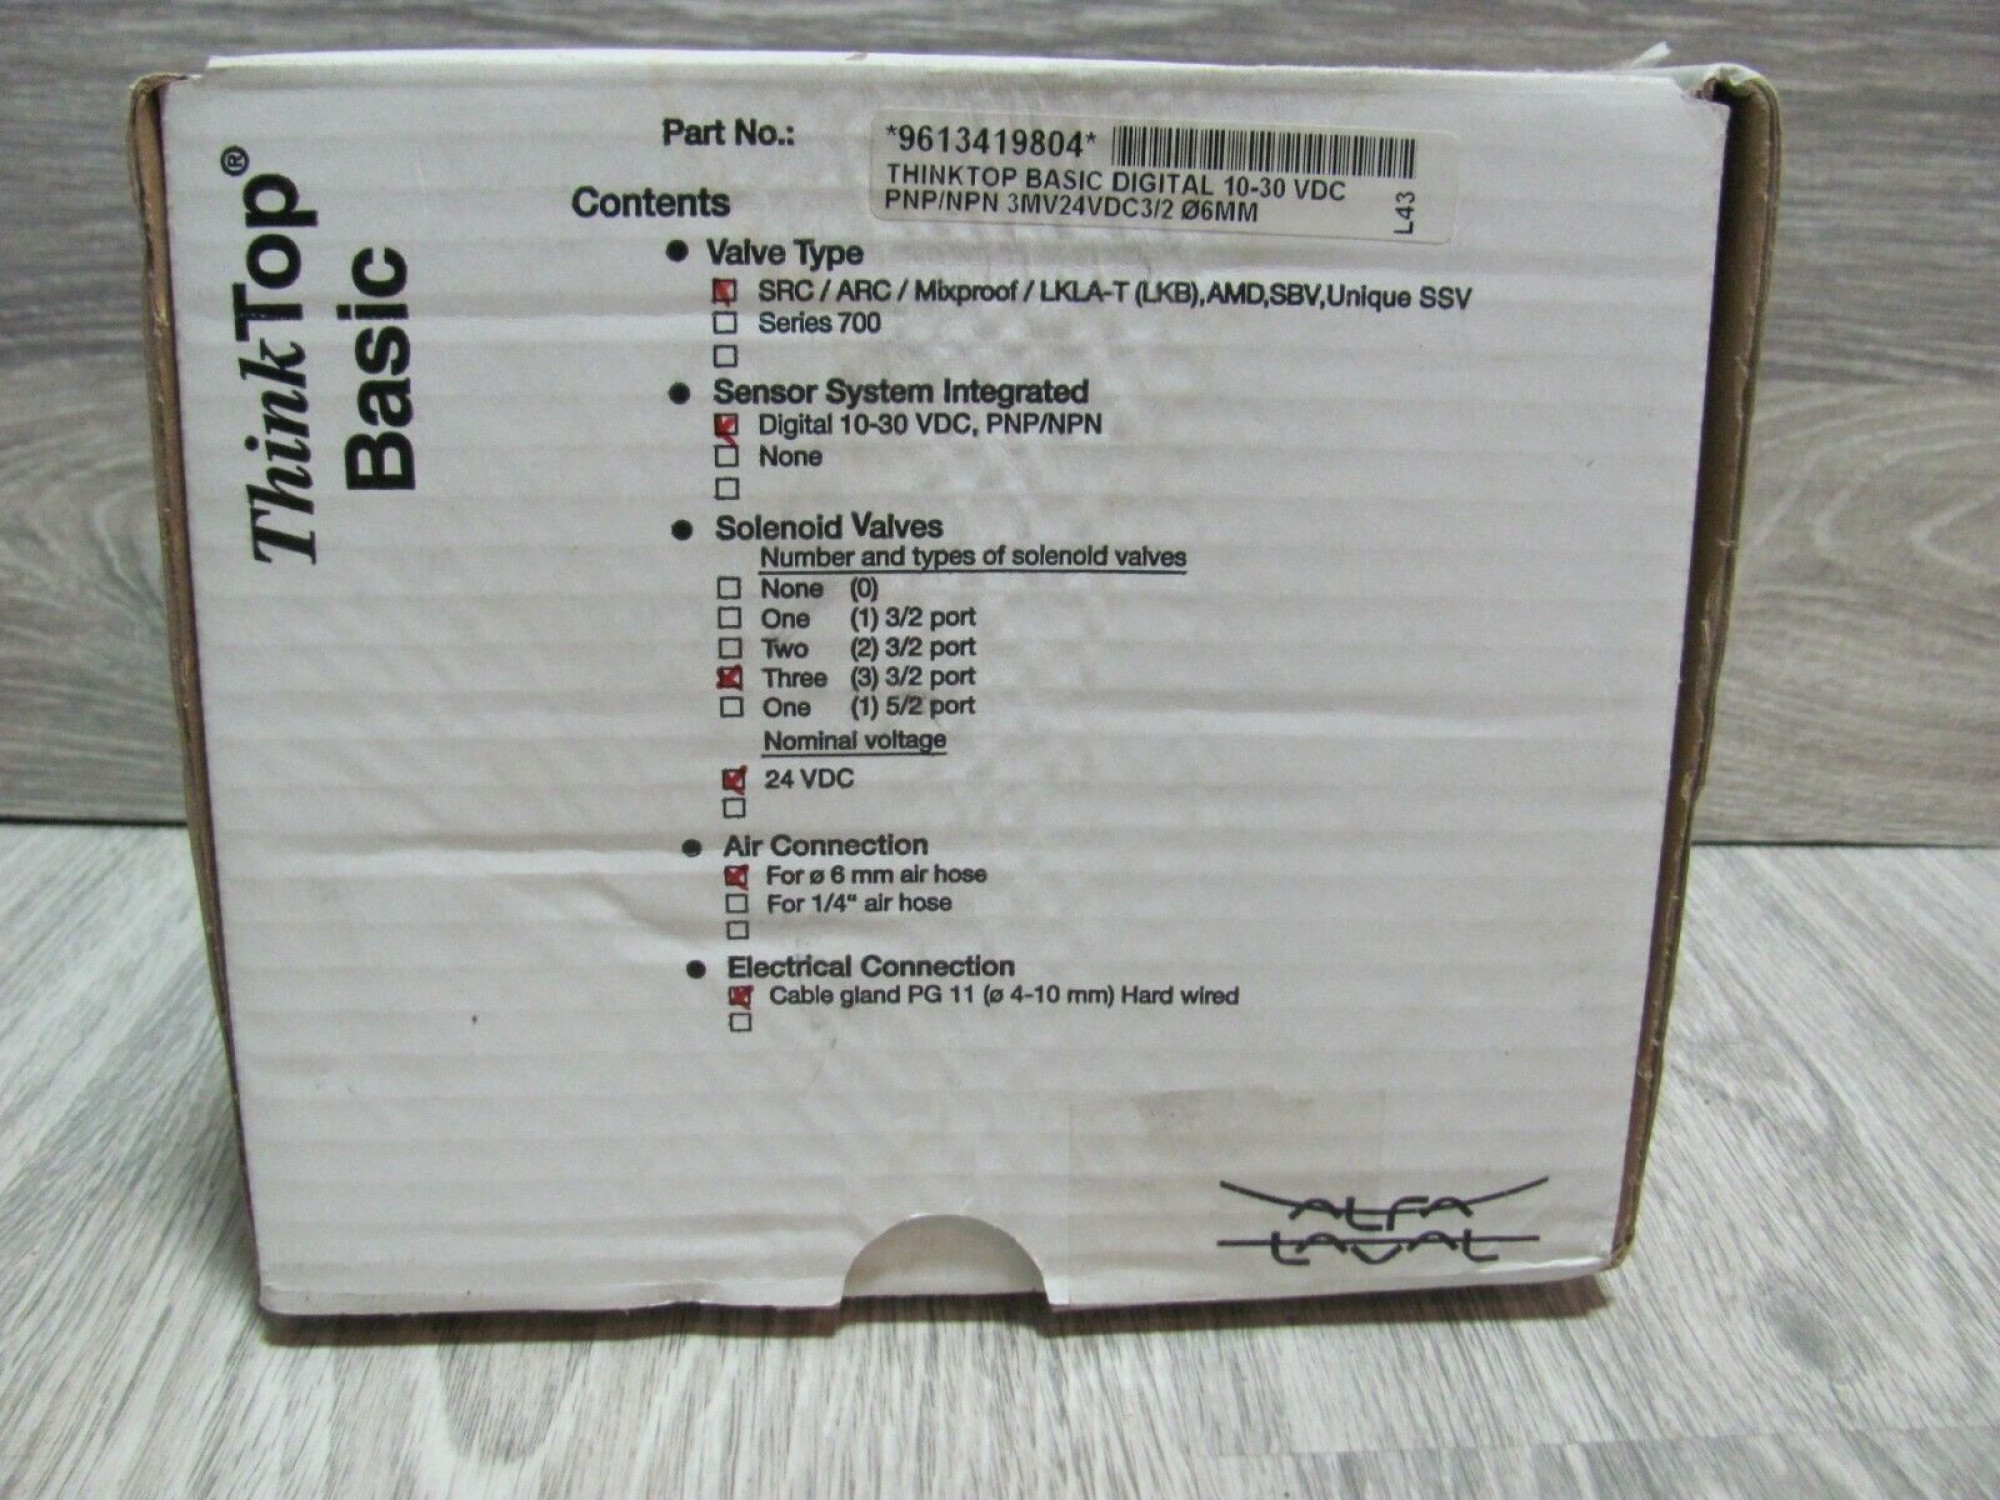 ThinkTop®
Basic
Part No.:
*9613419804*
THINKTOP BASIC DIGITAL 10-30 VDC
PNP/NPN 3MV24VDC3/2 Ø6MM
L43
Contents
● Valve Type
SRC / ARC / Mixproof / LKLA-T (LKB),AMD,SBV,Unique SSV
Series 700
● Sensor System Integrated
Digital 10-30 VDC, PNP/NPN
None
● Solenoid Valves
Number and types of solenoid valves
None (0)
One (1) 3/2 port
Two (2) 3/2 port
Three (3) 3/2 port
One (1) 5/2 port
Nominal voltage
24 VDC
● Air Connection
For ø 6 mm air hose
For 1/4“ air hose
● Electrical Connection
Cable gland PG 11 (ø 4-10 mm) Hard wired
ALFA
LAVAL